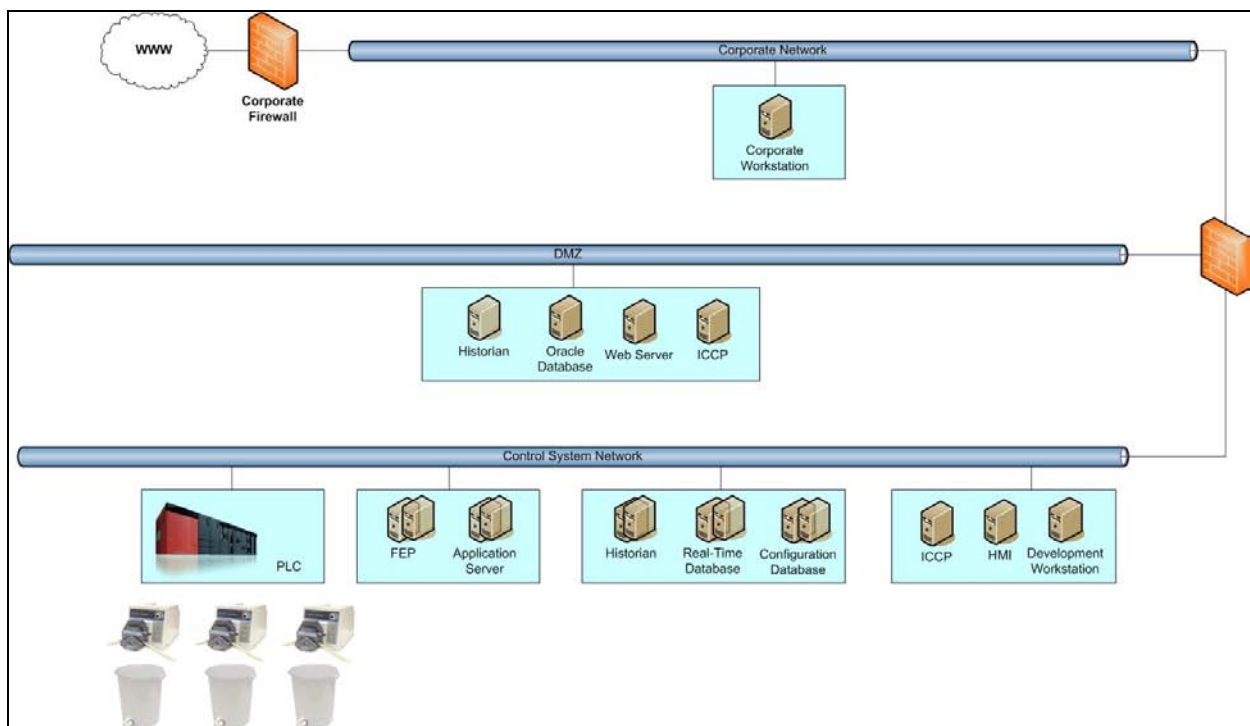 WWW
Corporate
Firewall
Corporate Network
Corporate
Workstation
DMZ
Historian
Oracle
Database
Web Server
ICCP
Control System Network
PLC
FEP
Application
Server
Historian
Real-Time
Database
Configuration
Database
ICCP
HMI
Development
Workstation